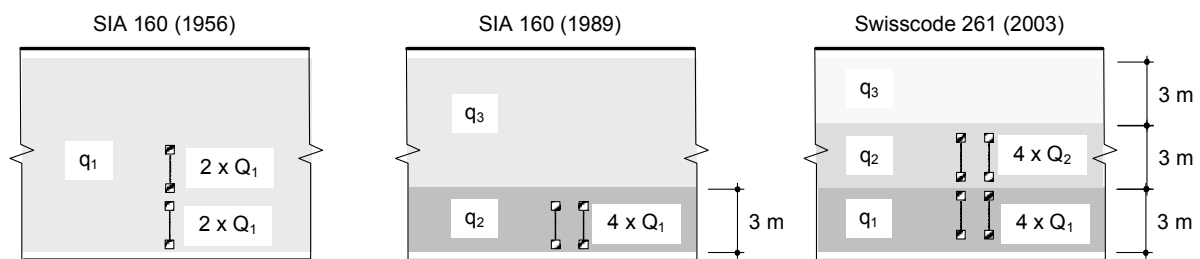 SIA 160 (1956)
q₁
2 x Q₁
2 x Q₁
SIA 160 (1989)
q₃
q₂
4 x Q₁
3 m
Swisscode 261 (2003)
q₃
3 m
q₂
4 x Q₂
3 m
q₁
4 x Q₁
3 m